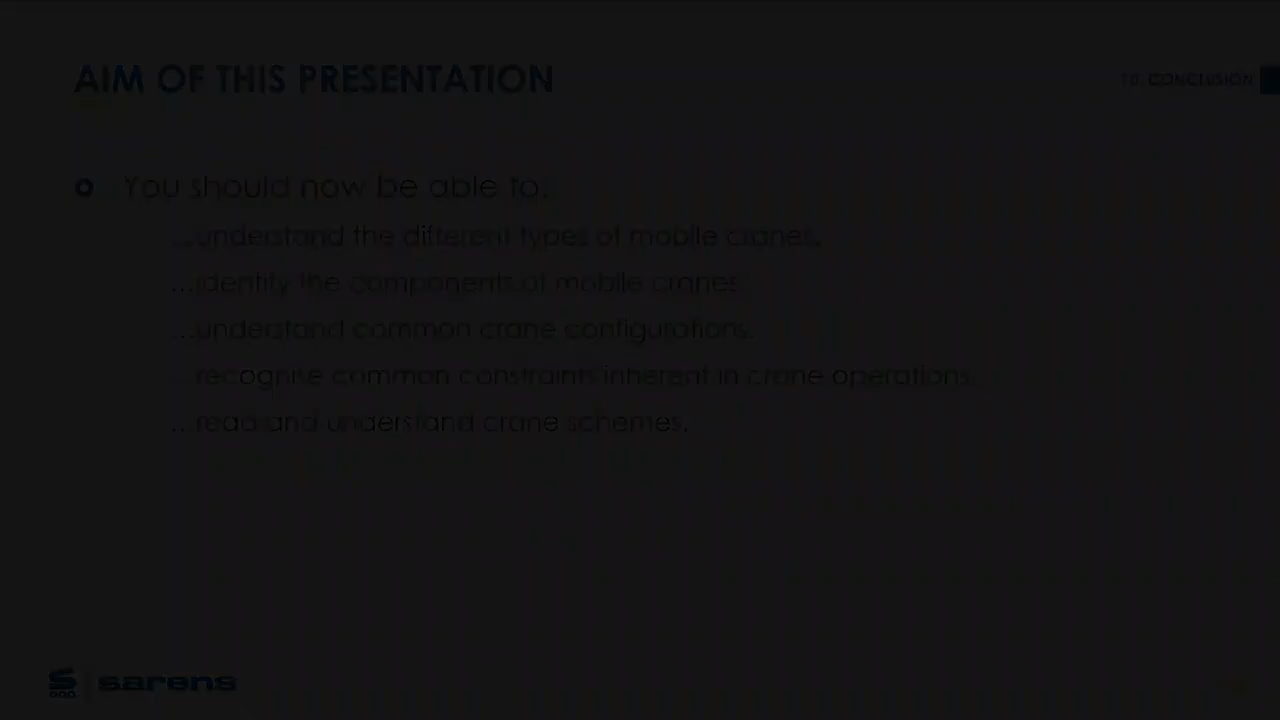 AIM OF THIS PRESENTATION
10. CONCLUSION
You should now be able to:
...understand the different types of mobile cranes.
...identify the components of mobile cranes.
...understand common crane configurations.
...recognise common constraints inherent in crane operations.
...read and understand crane schemes.
sarens